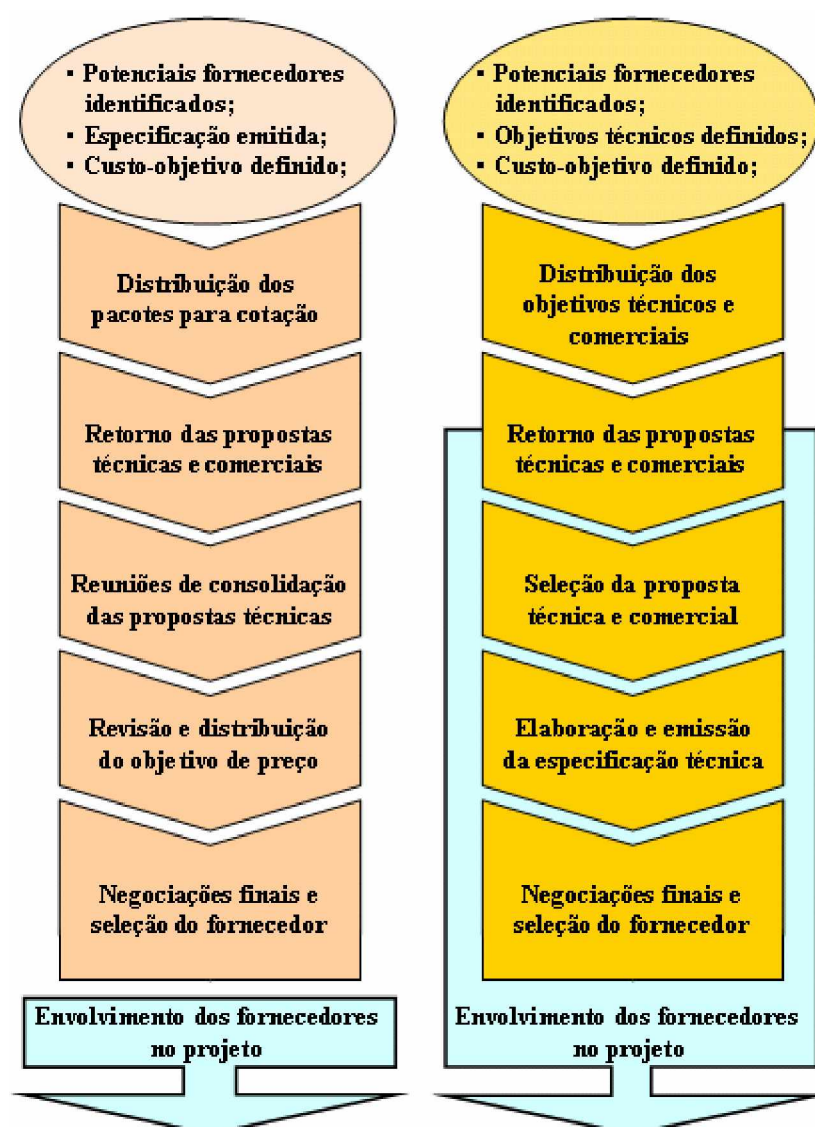 ▪ Potenciais fornecedores
identificados;
▪ Especificação emitida;
▪ Custo-objetivo definido;
Distribuição dos
pacotes para cotação
Retorno das propostas
técnicas e comerciais
Reuniões de consolidação
das propostas técnicas
Revisão e distribuição
do objetivo de preço
Negociações finais e
seleção do fornecedor
Envolvimento dos fornecedores
no projeto
▪ Potenciais fornecedores
identificados;
▪ Objetivos técnicos definidos;
▪ Custo-objetivo definido;
Distribuição dos
objetivos técnicos e
comerciais
Retorno das propostas
técnicas e comerciais
Seleção da proposta
técnica e comercial
Elaboração e emissão
da especificação técnica
Negociações finais e
seleção do fornecedor
Envolvimento dos fornecedores
no projeto